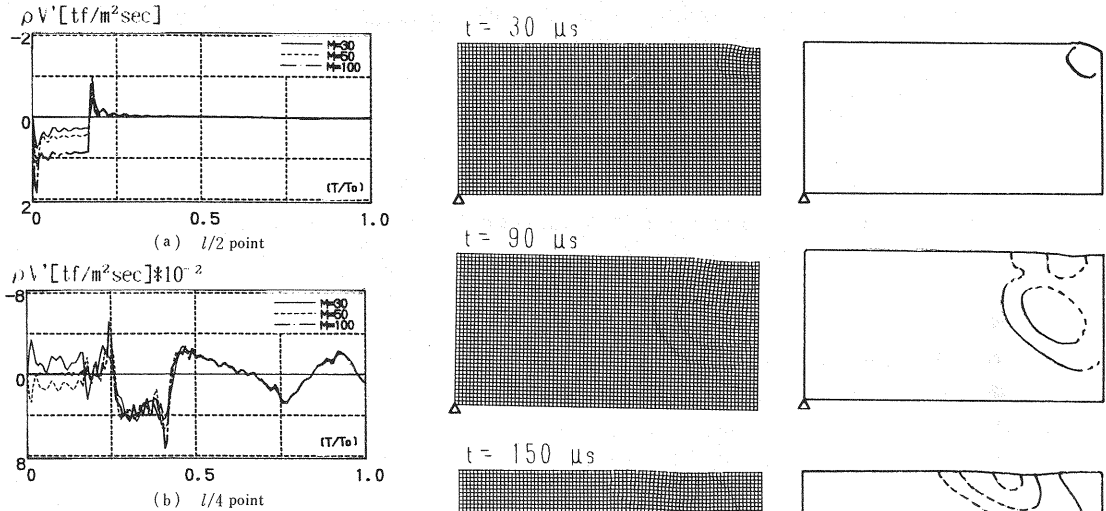 ρV'[tf/m²sec]
-2
M=30
M=50
M=100
0
(T/T₀)
2
0 0.5 1.0
(a) l/2 point
ρV'[tf/m²sec]*10⁻²
-8
M=30
M=50
M=100
0
(T/T₀)
8
0 0.5 1.0
(b) l/4 point
t= 30 μs
t= 90 μs
t= 150 μs